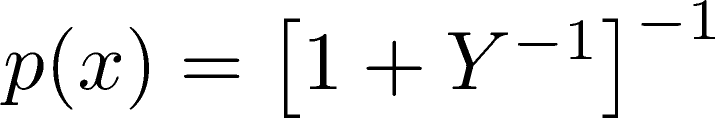 p(x) = [1 + Y⁻¹]⁻¹